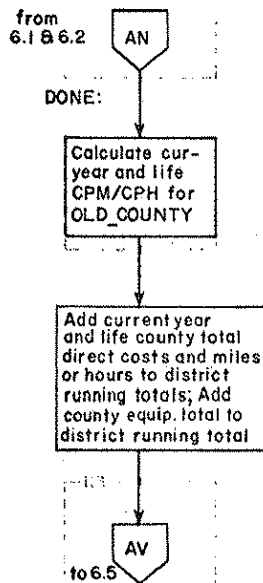 from
6.1 & 6.2
AN
DONE:
Calculate cur-
year and life
CPM/CPH for
OLD_COUNTY
Add current year
and life county total
direct costs and miles
or hours to district
running totals; Add
county equip. total to
district running total
AV
to 6.5